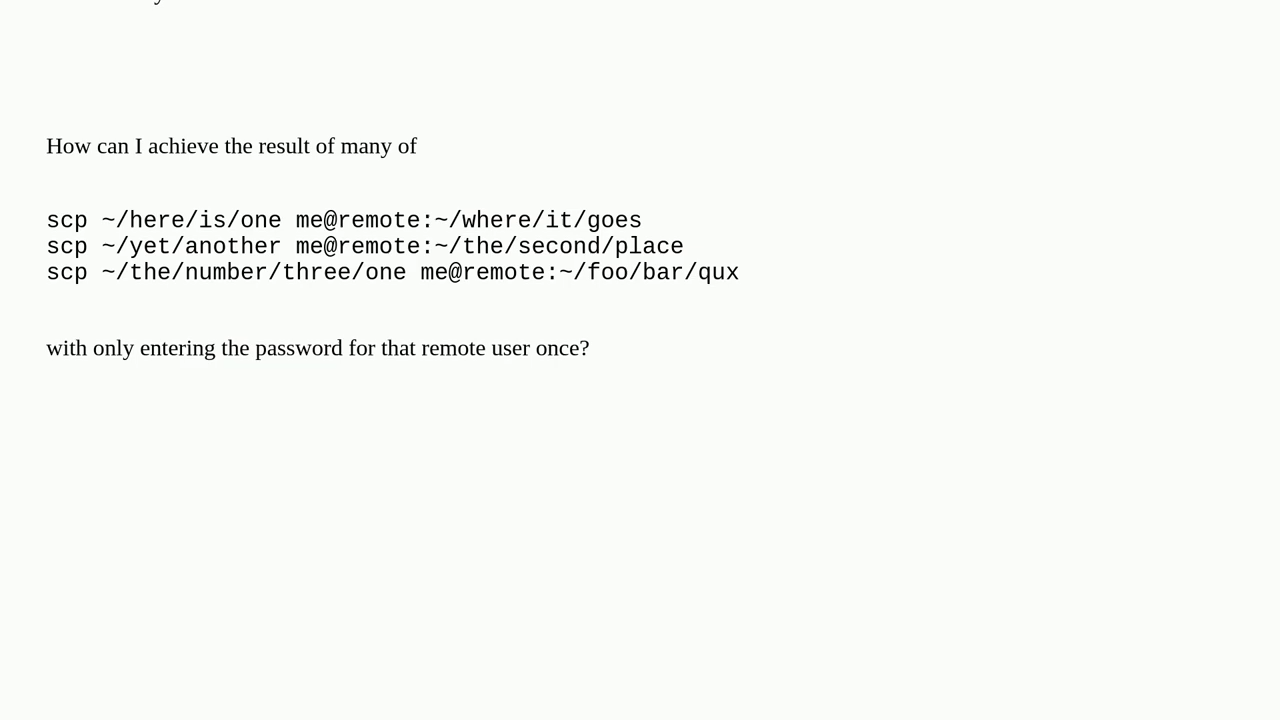 How can I achieve the result of many of
scp ~/here/is/one me@remote:~/where/it/goes
scp ~/yet/another me@remote:~/the/second/place
scp ~/the/number/three/one me@remote:~/foo/bar/qux
with only entering the password for that remote user once?